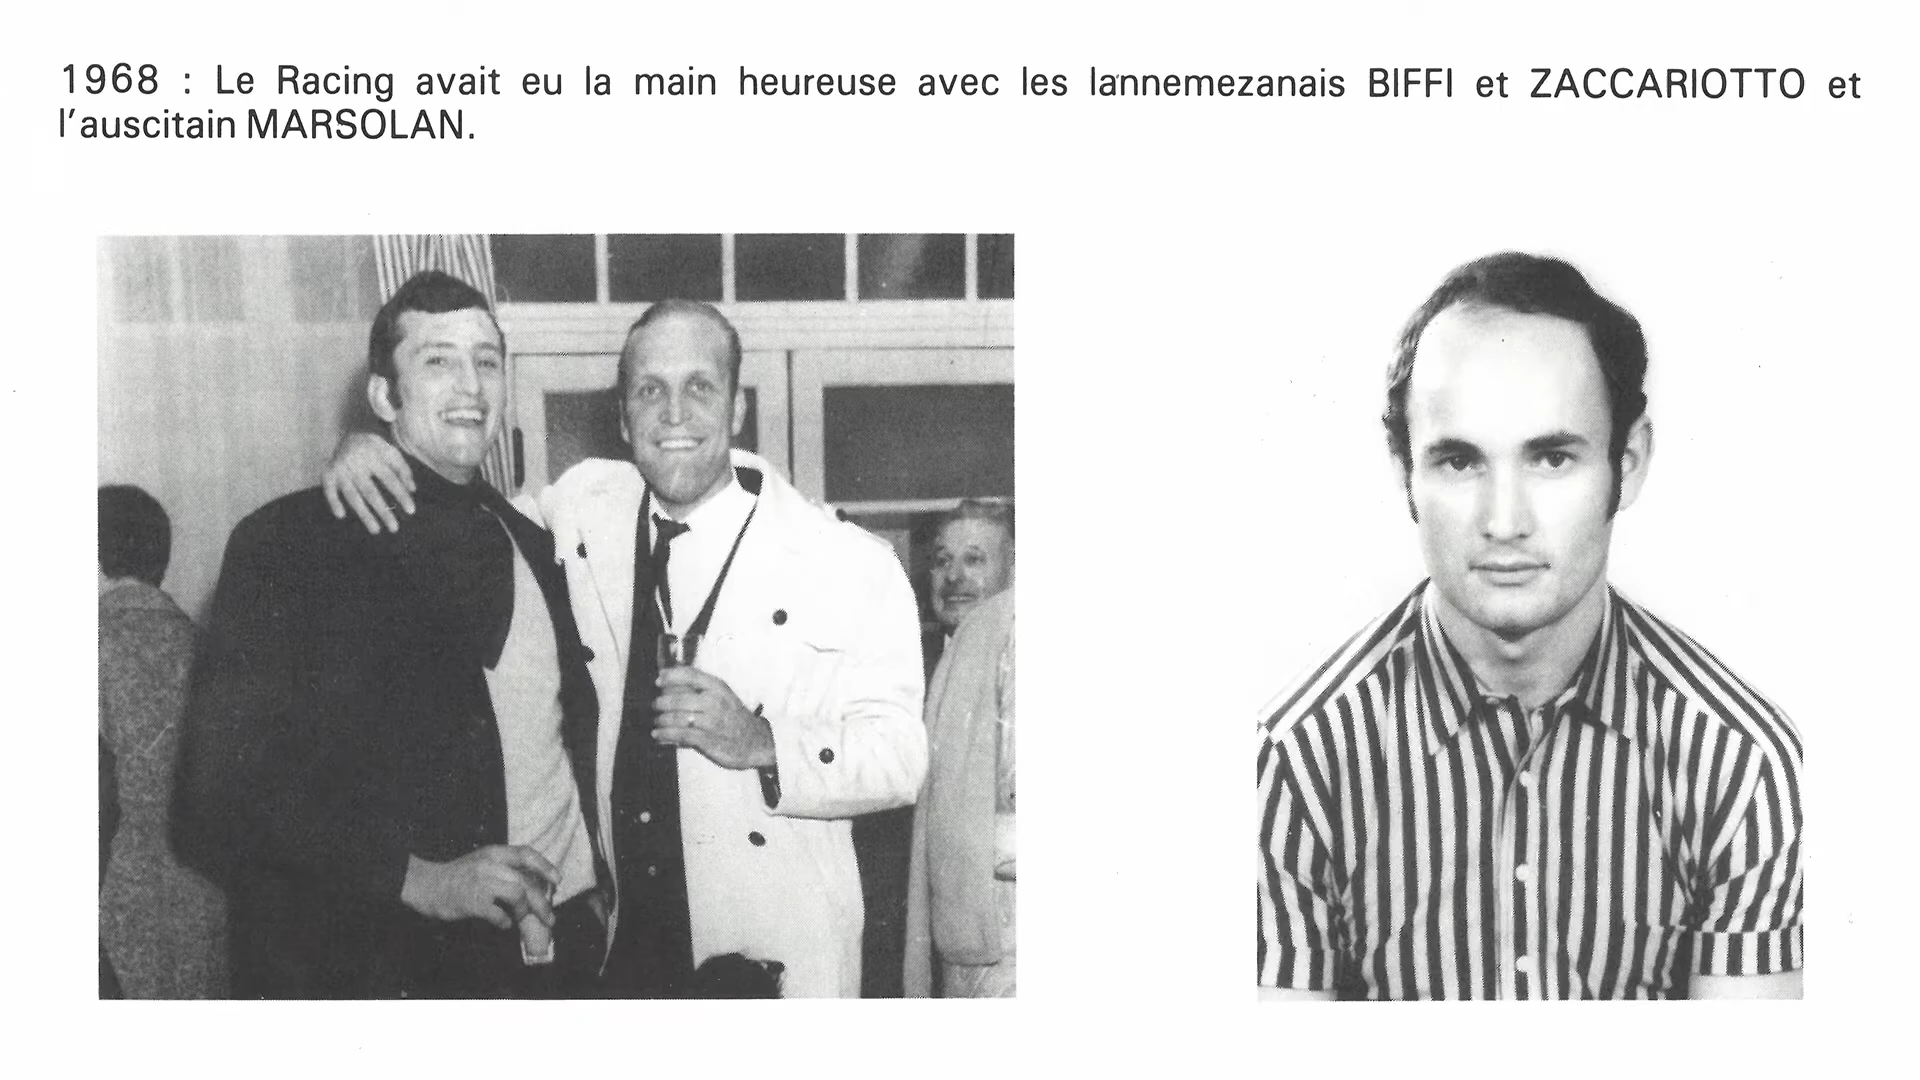 1968 : Le Racing avait eu la main heureuse avec les lannemezanais BIFFI et ZACCARIOTTO et
l'auscitain MARSOLAN.